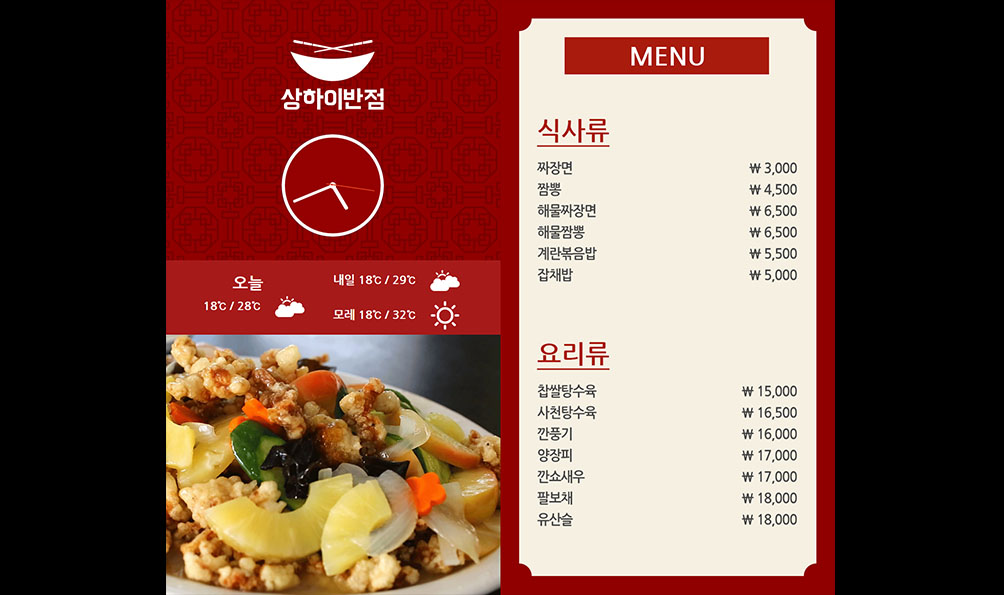 상하이반점
오늘
18℃ / 28℃
내일 18℃ / 29℃
모레 18℃ / 32℃
MENU
식사류
짜장면 ₩ 3,000
짬뽕 ₩ 4,500
해물짜장면 ₩ 6,500
해물짬뽕 ₩ 6,500
계란볶음밥 ₩ 5,500
잡채밥 ₩ 5,000
요리류
찹쌀탕수육 ₩ 15,000
사천탕수육 ₩ 16,500
깐풍기 ₩ 16,000
양장피 ₩ 17,000
깐쇼새우 ₩ 17,000
팔보채 ₩ 18,000
유산슬 ₩ 18,000